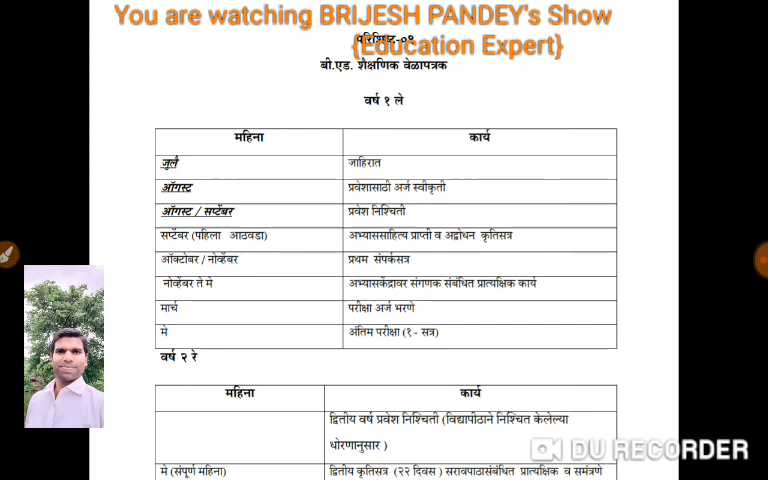 You are watching BRIJESH PANDEY's Show
{Education Expert}
परिशिष्ट-०१
बी.एड. शैक्षणिक वेळापत्रक
वर्ष १ ले
महिना कार्य
जुलै जाहिरात
ऑगस्ट प्रवेशासाठी अर्ज स्वीकृती
ऑगस्ट / सप्टेंबर प्रवेश निश्चिती
सप्टेंबर (पहिला आठवडा) अभ्याससाहित्य प्राप्ती व अद्बोधन कृतिसत्र
ऑक्टोबर / नोव्हेंबर प्रथम संपर्कसत्र
नोव्हेंबर ते मे अभ्यासकेंद्रावर संगणक संबंधित प्रात्यक्षिक कार्य
मार्च परीक्षा अर्ज भरणे
मे अंतिम परीक्षा (१ - सत्र)
वर्ष २ रे
महिना कार्य
द्वितीय वर्ष प्रवेश निश्चिती (विद्यापीठाने निश्चित केलेल्या
धोरणानुसार )
मे (संपूर्ण महिना) द्वितीय कृतिसत्र (२२ दिवस) सरावपाठासंबंधित प्रात्यक्षिक व समंत्रणे
DU RECORDER